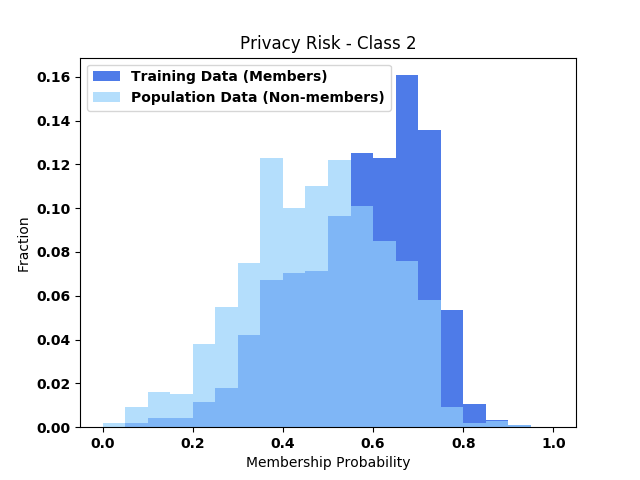 Privacy Risk - Class 2
Training Data (Members)
Population Data (Non-members)
0.16
0.14
0.12
0.10
0.08
0.06
0.04
0.02
0.00
Fraction
0.0 0.2 0.4 0.6 0.8 1.0
Membership Probability